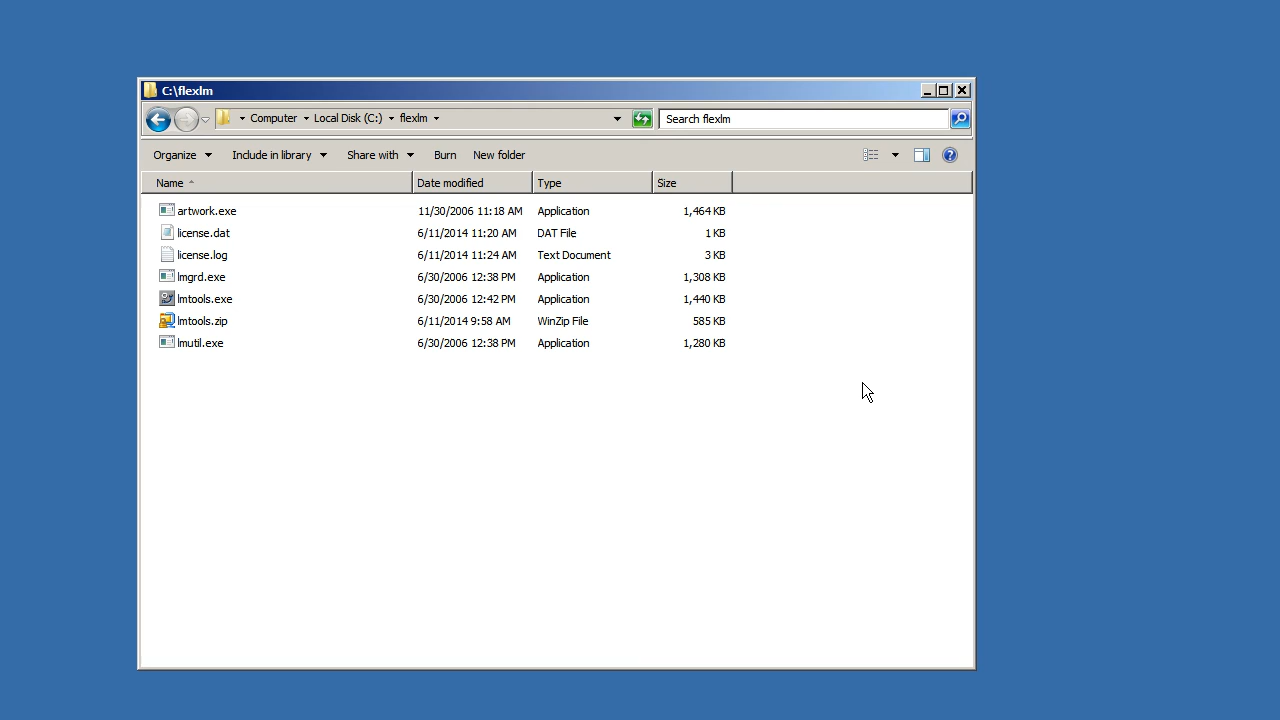 C:\flexlm
Computer Local Disk (C:) flexlm Search flexlm
Organize Include in library Share with Burn New folder
Name Date modified Type Size
artwork.exe 11/30/2006 11:18 AM Application 1,464 KB
license.dat 6/11/2014 11:20 AM DAT File 1 KB
license.log 6/11/2014 11:24 AM Text Document 3 KB
lmgrd.exe 6/30/2006 12:38 PM Application 1,308 KB
lmtools.exe 6/30/2006 12:42 PM Application 1,440 KB
lmtools.zip 6/11/2014 9:58 AM WinZip File 585 KB
lmutil.exe 6/30/2006 12:38 PM Application 1,280 KB